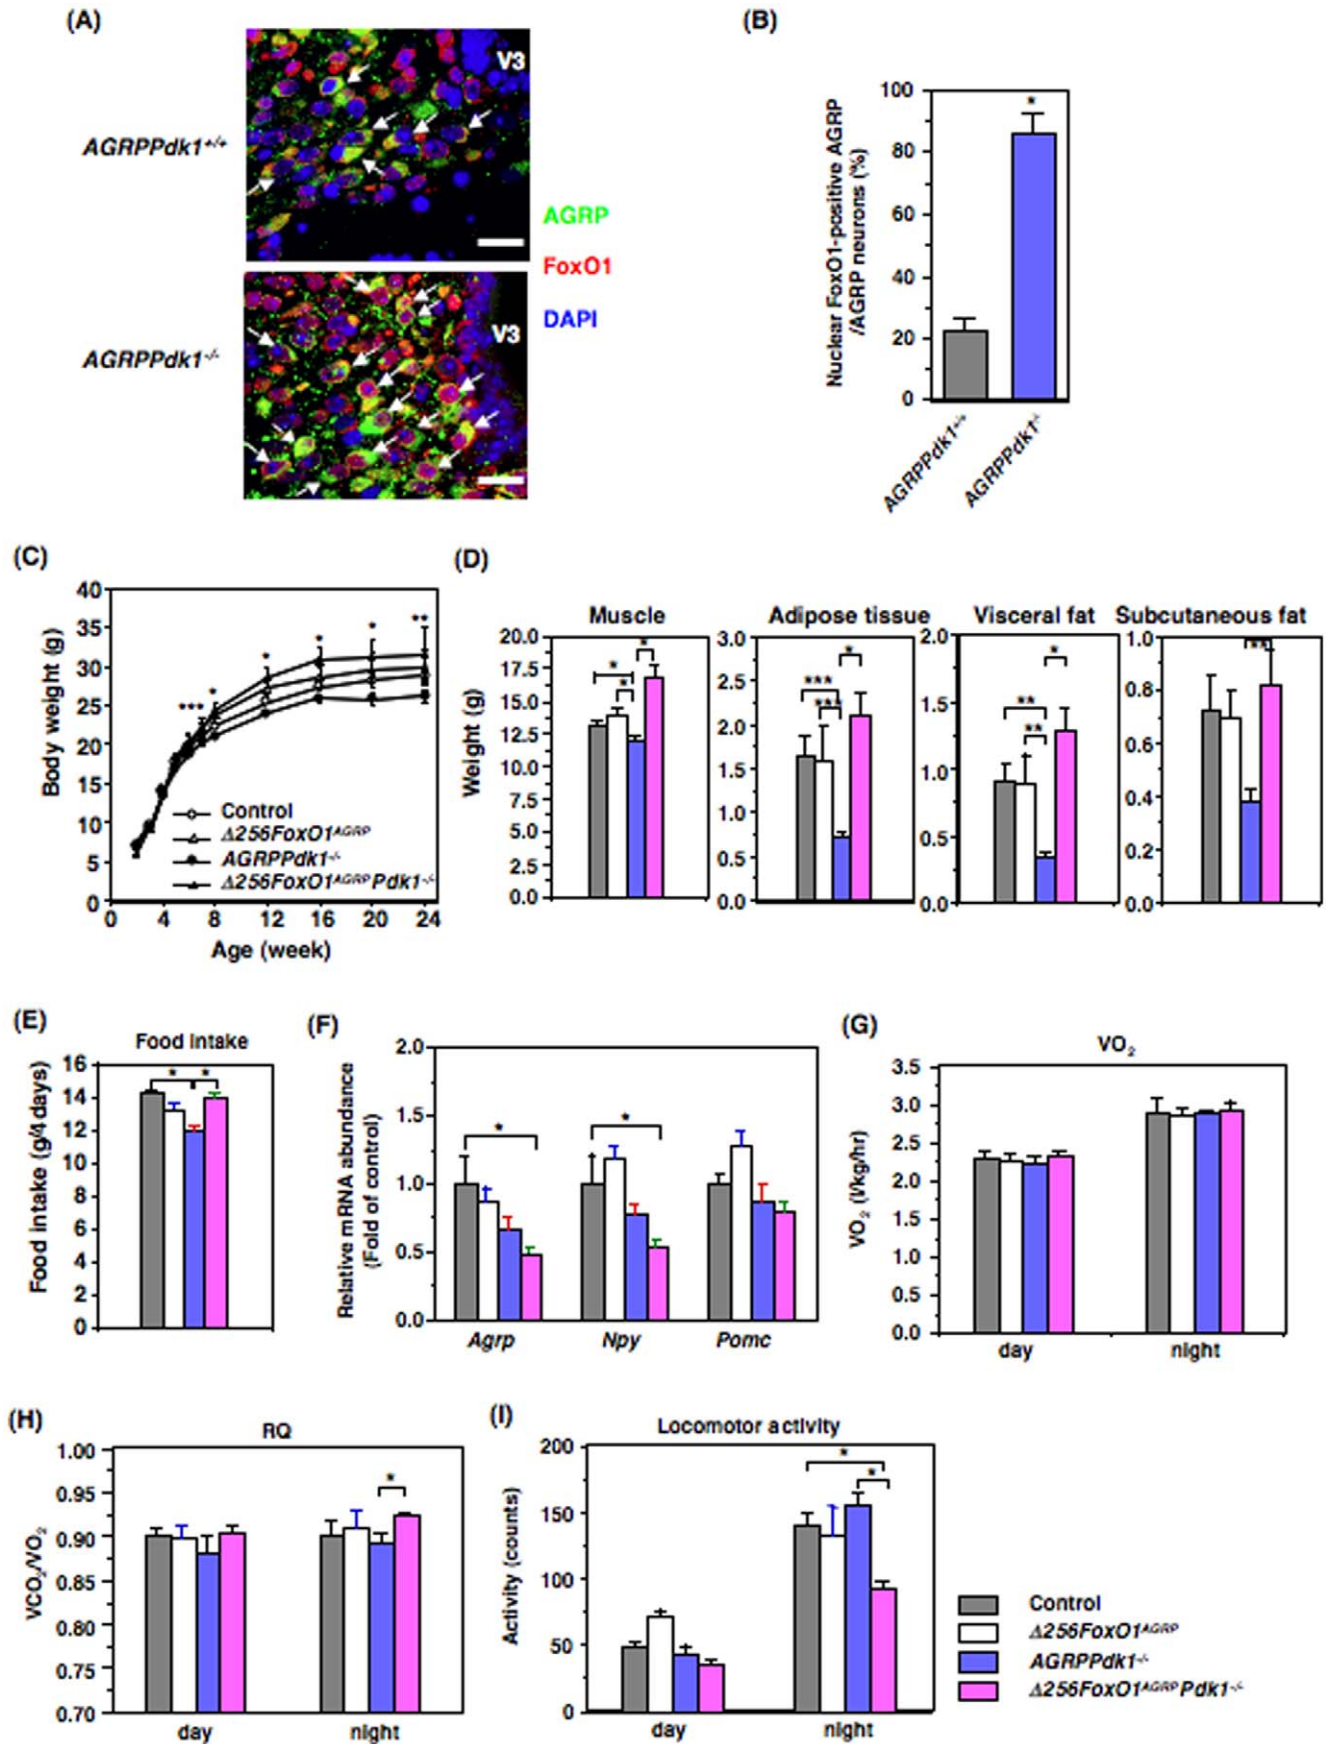 (A)
V3
AGRPPdk1+/+
AGRP
FoxO1
DAPI
V3
AGRPPdk1-/-
(B)
Nuclear FoxO1-positive AGRP
/AGRP neurons (%)
100
80
60
40
20
0
*
AGRPPdk1+/+
AGRPPdk1-/-
(C)
Body weight (g)
40
35
30
25
20
15
10
5
0
*** * * * * **
Control
Δ256FoxO1AGRP
AGRPPdk1-/-
Δ256FoxO1AGRP Pdk1-/-
0 4 8 12 16 20 24
Age (week)
(D)
Weight (g)
Muscle
20.0
17.5
15.0
12.5
10.0
7.5
5.0
2.5
0.0
*
*
*
Adipose tissue
3.0
2.5
2.0
1.5
1.0
0.5
0.0
*
***
***
Visceral fat
2.0
1.5
1.0
0.5
0.0
*
**
**
Subcutaneous fat
1.0
0.8
0.6
0.4
0.2
0.0
**
(E)
Food intake
Food intake (g/4 days)
16
14
12
10
8
6
4
2
0
* *
(F)
Relative mRNA abundance
(Fold of control)
2.0
1.5
1.0
0.5
0.0
* *
Agrp Npy Pomc
(G)
VO2
VO2 (l/kg/hr)
3.5
3.0
2.5
2.0
1.5
1.0
0.5
0.0
day night
(H)
RQ
VCO2/VO2
1.00
0.95
0.90
0.85
0.80
0.75
0.70
*
day night
(I)
Locomotor activity
Activity (counts)
200
150
100
50
0
*
*
day night
Control
Δ256FoxO1AGRP
AGRPPdk1-/-
Δ256FoxO1AGRP Pdk1-/-